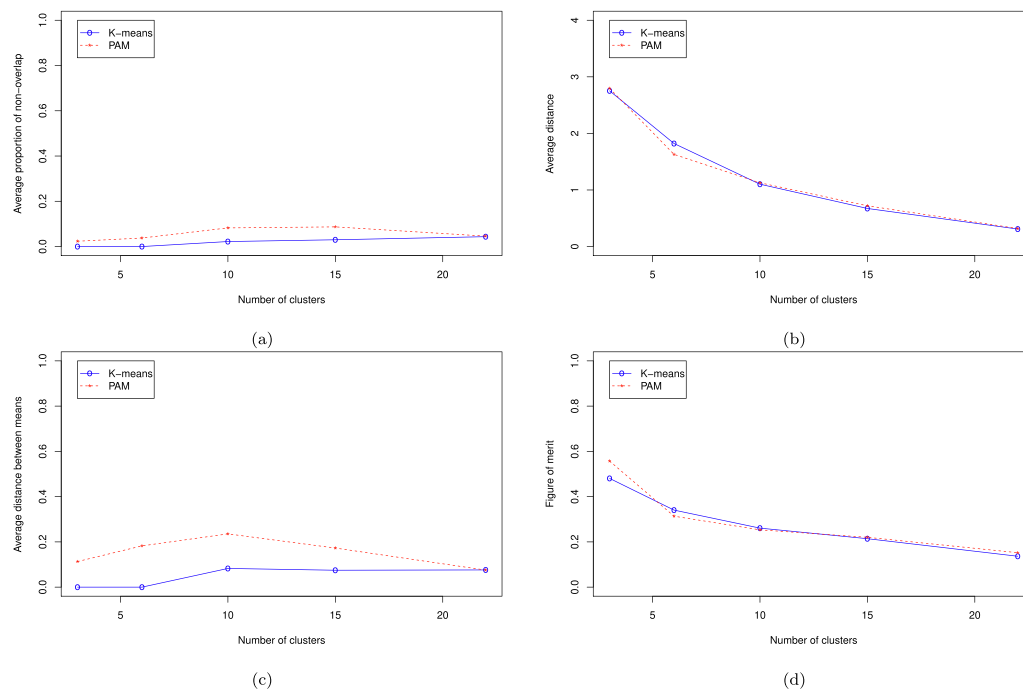 K-means
PAM
Average proportion of non-overlap
0.0 0.2 0.4 0.6 0.8 1.0
5 10 15 20
Number of clusters
(a)
K-means
PAM
Average distance
0 1 2 3 4
5 10 15 20
Number of clusters
(b)
K-means
PAM
Average distance between means
0.0 0.2 0.4 0.6 0.8 1.0
5 10 15 20
Number of clusters
(c)
K-means
PAM
Figure of merit
0.0 0.2 0.4 0.6 0.8 1.0
5 10 15 20
Number of clusters
(d)